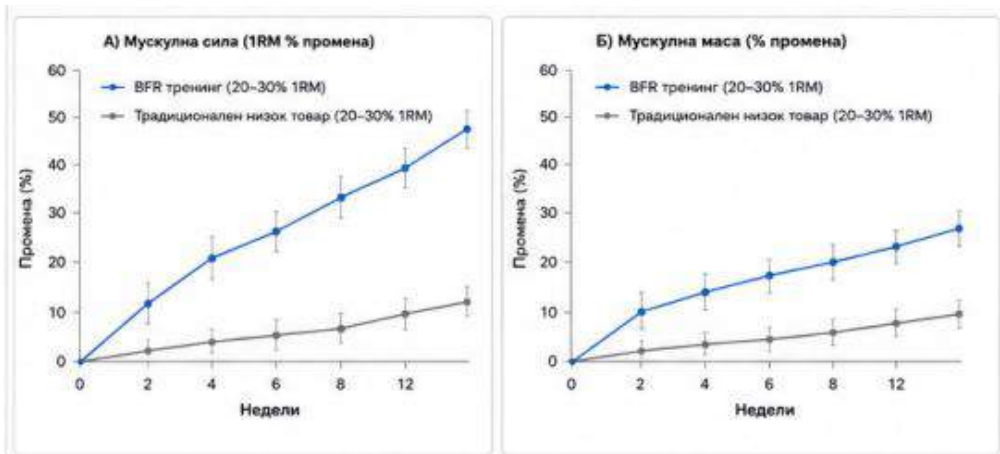 А) Мускулна сила (1RM % промена)
BFR тренинг (20–30% 1RM)
Традиционален низок товар (20–30% 1RM)
Промена (%)
60
50
40
30
20
10
0
0 2 4 6 8 12
Недели
Б) Мускулна маса (% промена)
BFR тренинг (20–30% 1RM)
Традиционален низок товар (20–30% 1RM)
Промена (%)
60
50
40
30
20
10
0
0 2 4 6 8 12
Недели